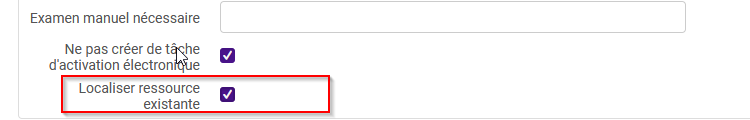 Examen manuel nécessaire
Ne pas créer de tâche
d'activation électronique
Localiser ressource
existante